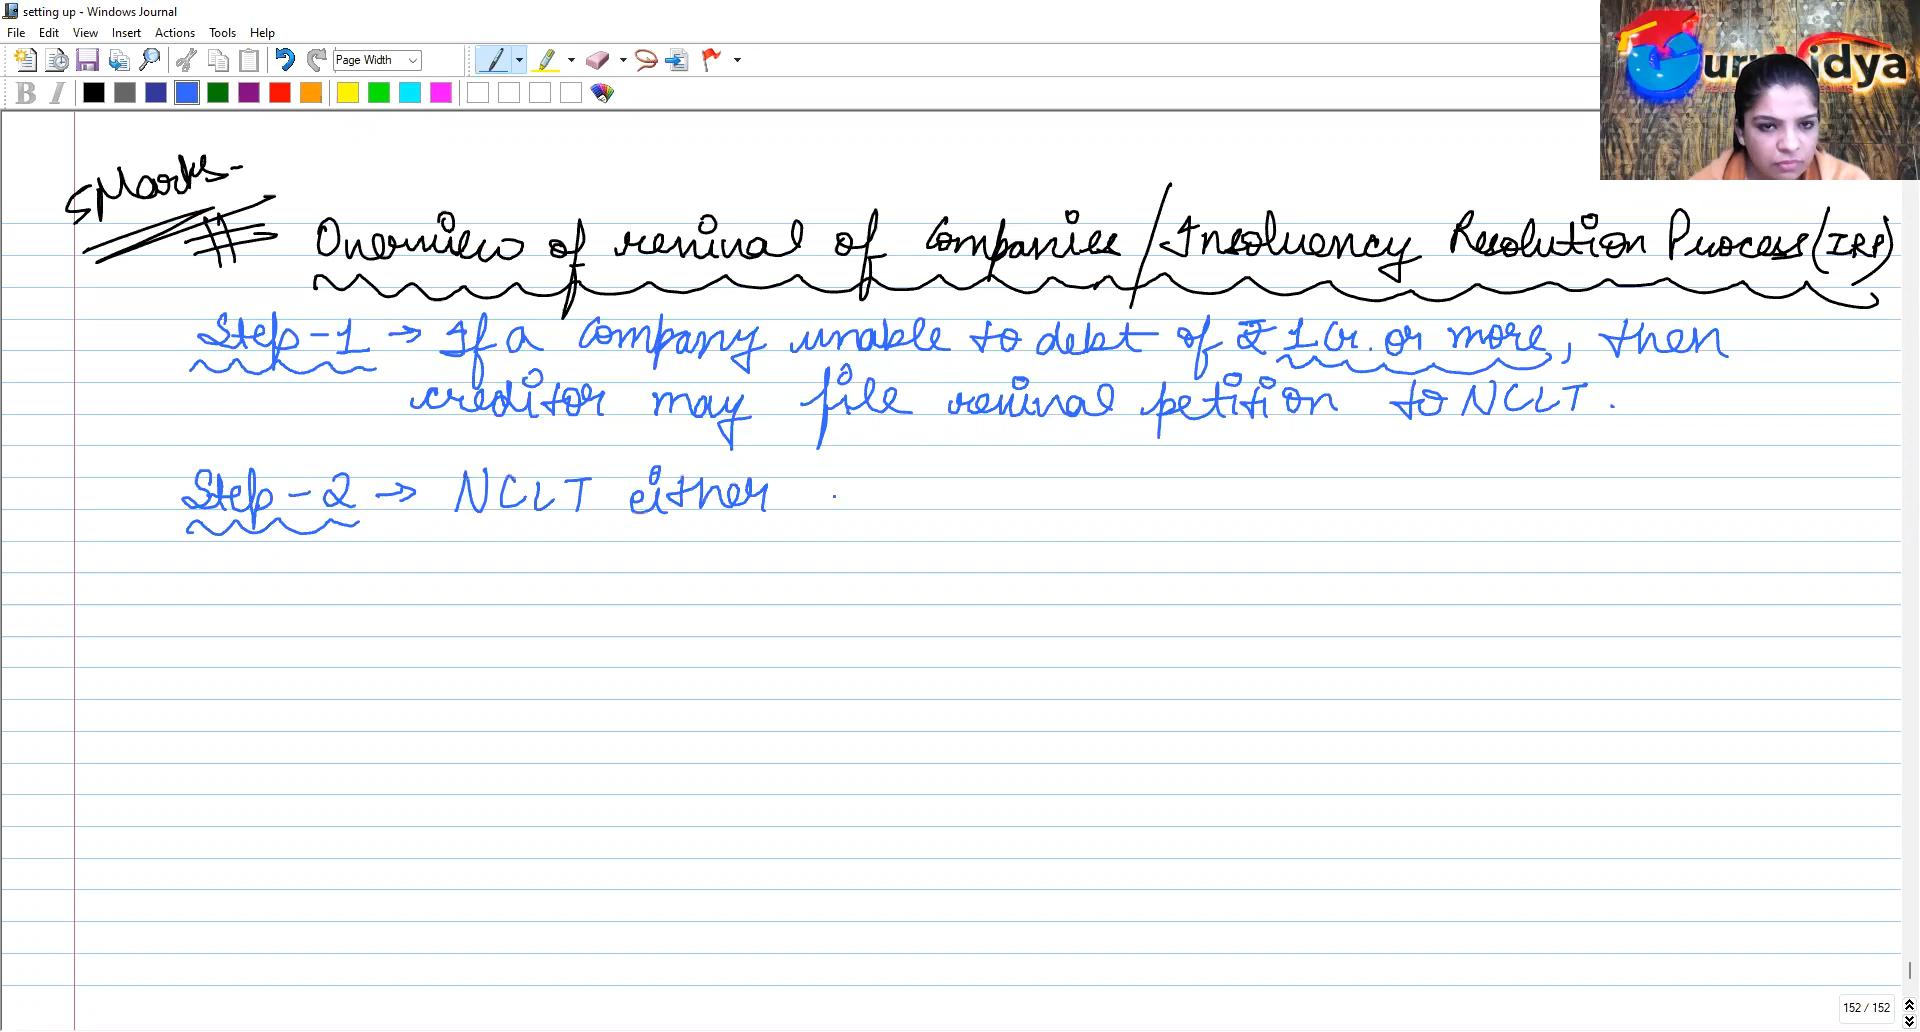 setting up - Windows Journal
File Edit View Insert Actions Tools Help
Page Width
B I
GuruVidya
5 Marks-
# Overview of revival of Companies / Insolvency Resolution Process (IRP)
Step-1 → If a Company unable to debt of ₹ 1 Cr. or more, then
creditor may file revival petition to NCLT.
Step-2 → NCLT either
152 / 152